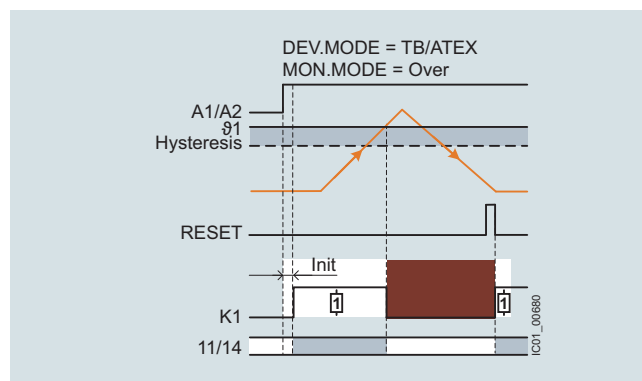 DEV.MODE = TB/ATEX
MON.MODE = Over
A1/A2
ϑ1
Hysteresis
RESET
Init
1
1
K1
11/14
IC01_00680